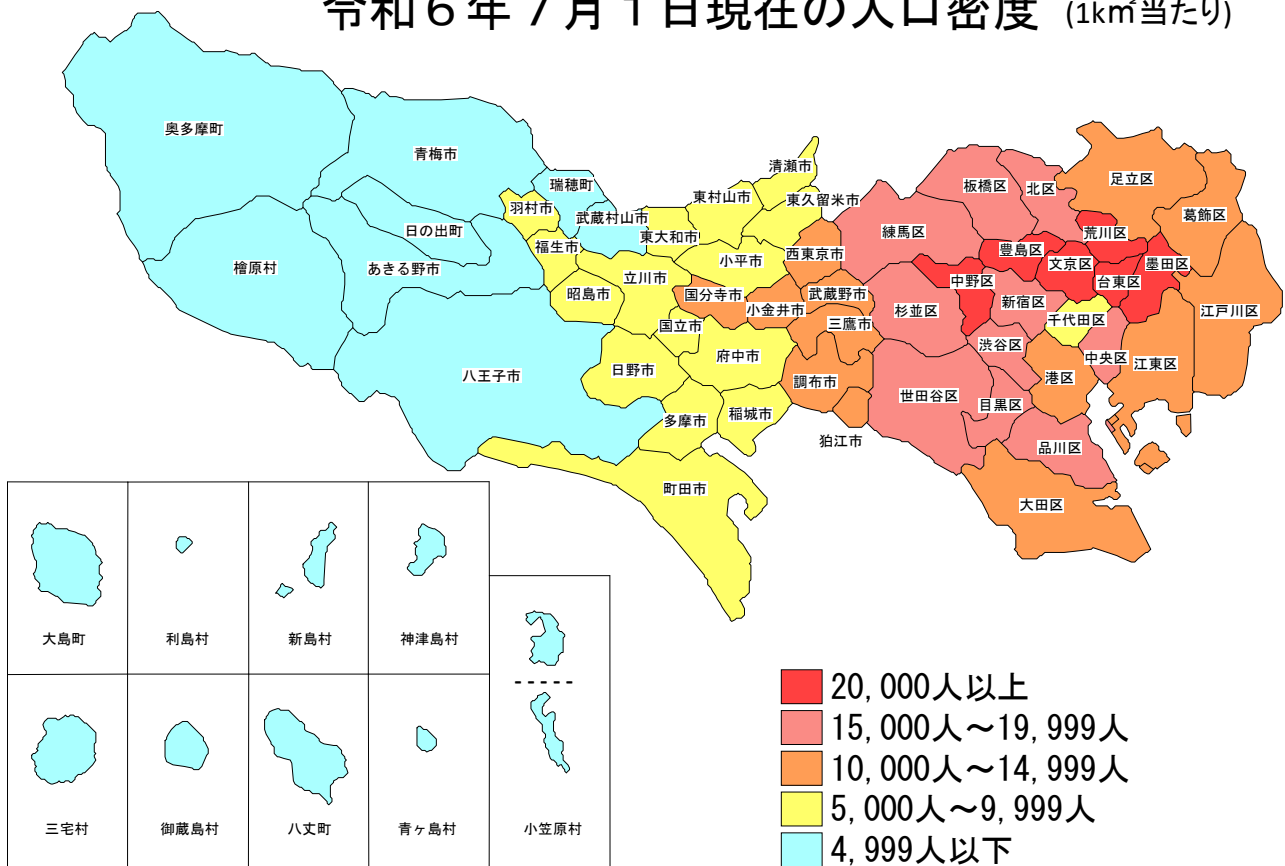 令和６年７月１日現在の人口密度 (1k㎡当たり)
奥多摩町
青梅市
瑞穂町
羽村市
武蔵村山市
日の出町
檜原村
あきる野市
福生市
昭島市
立川市
東大和市
東村山市
清瀬市
東久留米市
小平市
西東京市
国分寺市
小金井市
武蔵野市
三鷹市
国立市
府中市
調布市
日野市
八王子市
多摩市
稲城市
狛江市
町田市
板橋区
北区
足立区
葛飾区
練馬区
荒川区
豊島区
文京区
台東区
墨田区
中野区
新宿区
杉並区
千代田区
江戸川区
渋谷区
中央区
江東区
港区
世田谷区
目黒区
品川区
大田区
大島町
利島村
新島村
神津島村
三宅村
御蔵島村
八丈町
青ヶ島村
小笠原村
20,000人以上
15,000人～19,999人
10,000人～14,999人
5,000人～9,999人
4,999人以下